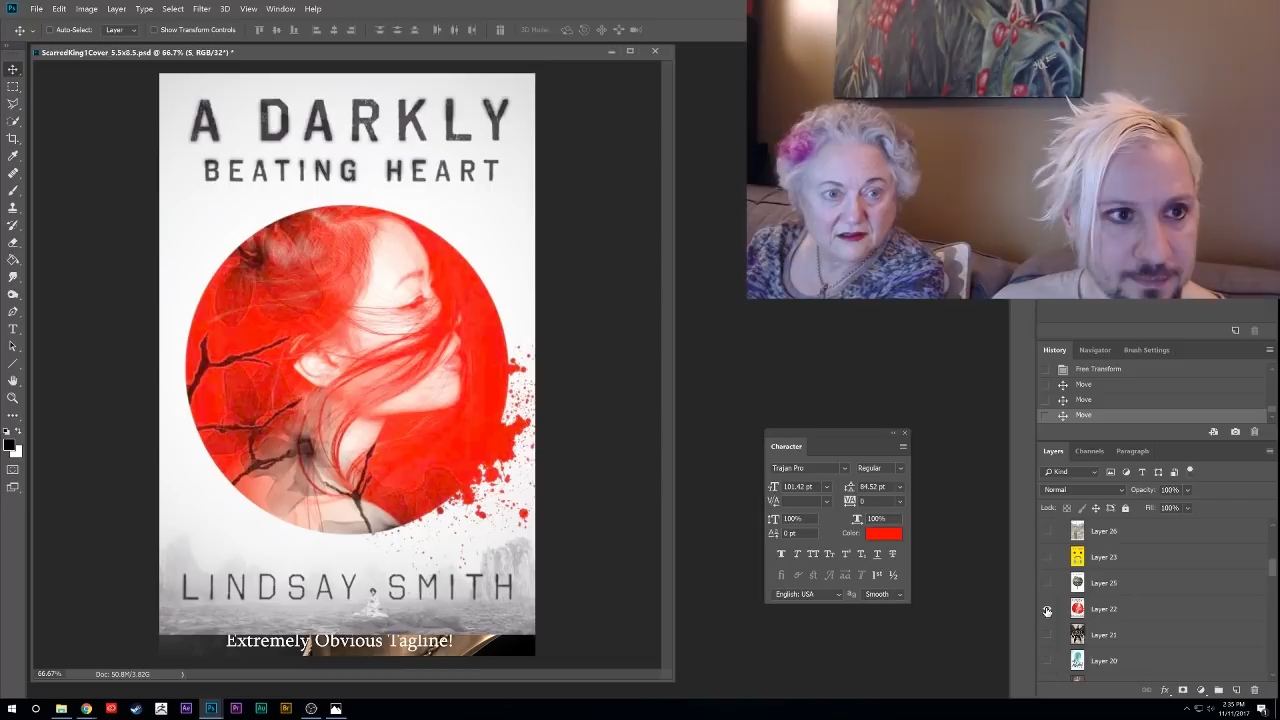 Ps File Edit Image Layer Type Select Filter 3D View Window Help
Auto-Select: Layer Show Transform Controls 3D Mode:
ScarredKing1Cover 5.5x8.5.psd @ 66.7% (S, RGB/32*) *
A DARKLY
BEATING HEART
LINDSAY SMITH
Extremely Obvious Tagline!
66.67% Doc: 50.8M/3.82G
Character
Trajan Pro Regular
101.42 pt 84.52 pt
0
100% 100%
0 pt Color:
English: USA Smooth
History Navigator Brush Settings
Free Transform
Move
Move
Move
Layers Channels Paragraph
Kind
Normal Opacity: 100%
Lock: Fill: 100%
Layer 26
Layer 23
Layer 25
Layer 22
Layer 21
Layer 20
2:35 PM
11/11/2017